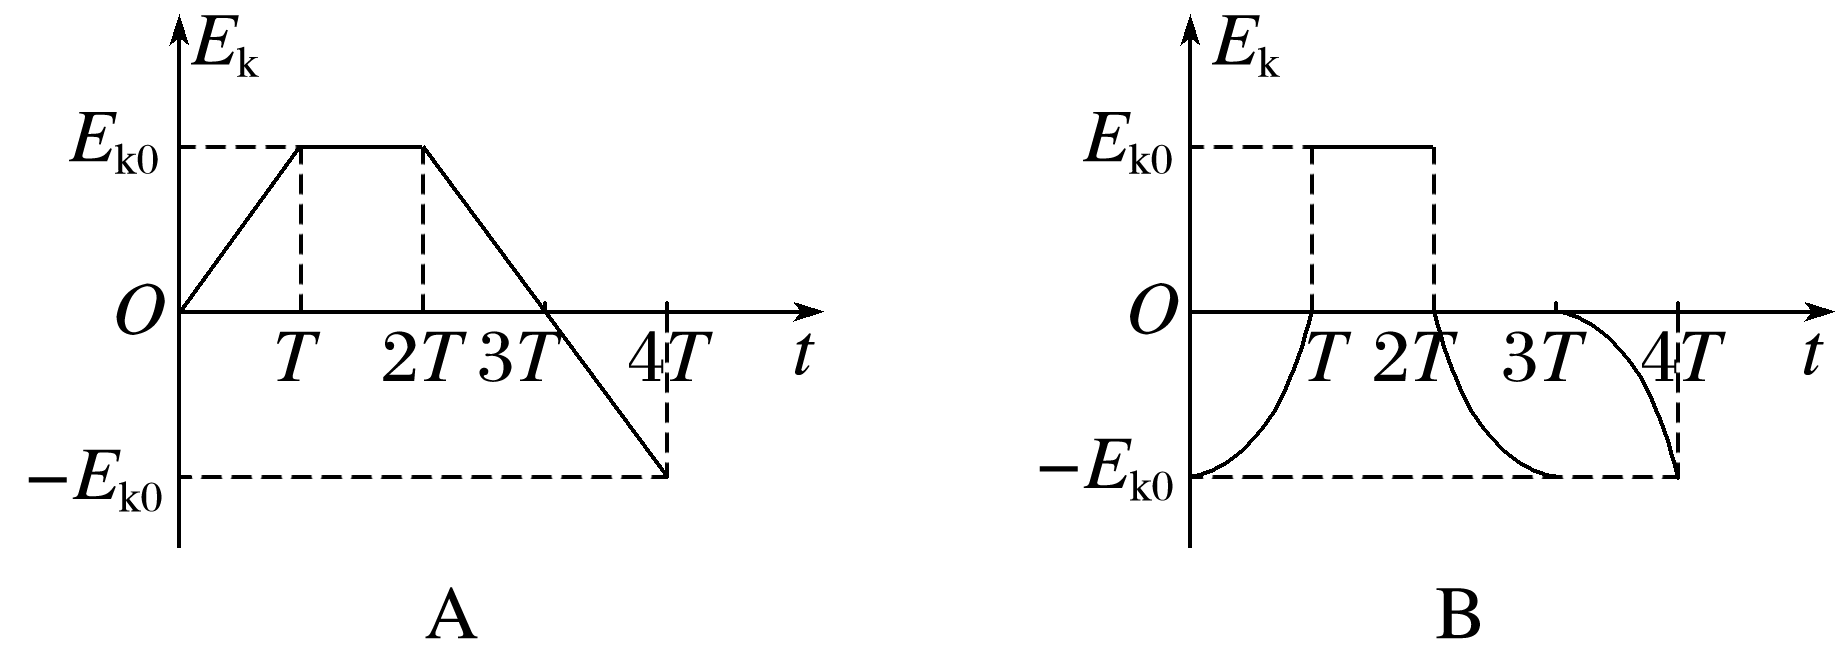 E_k E_k
E_k0 E_k0
O T 2T 3T 4T t O T 2T 3T 4T t
−E_k0 −E_k0
A B